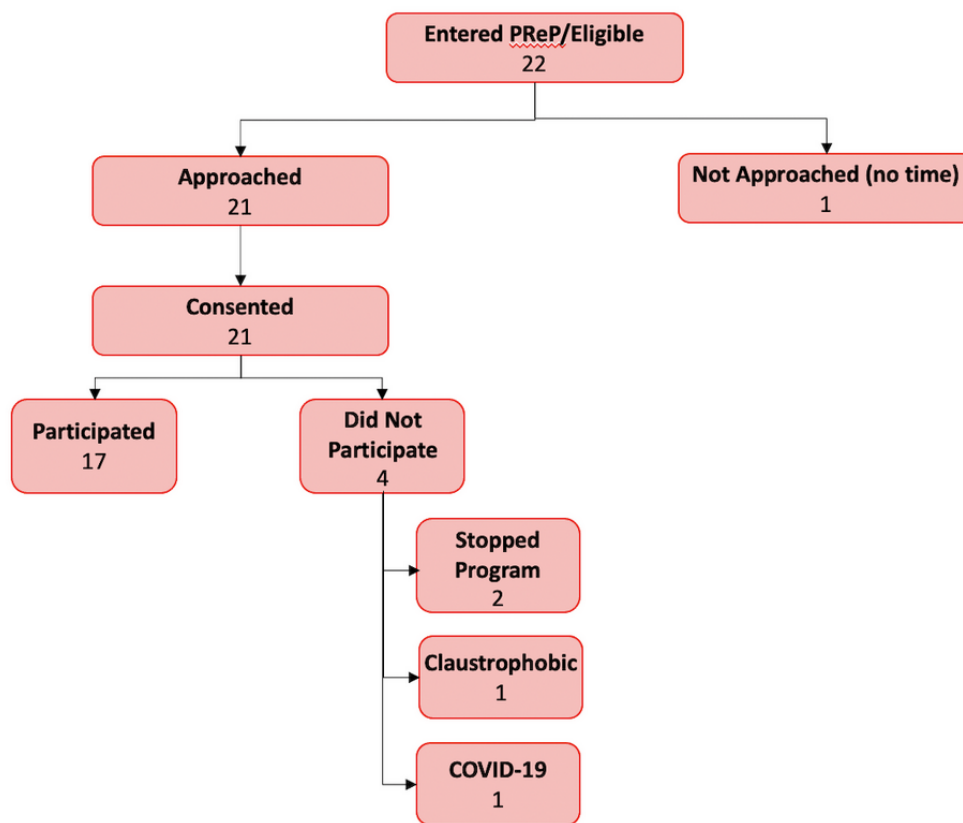 Entered PReP/Eligible
22
Approached
21
Not Approached (no time)
1
Consented
21
Participated
17
Did Not
Participate
4
Stopped
Program
2
Claustrophobic
1
COVID-19
1